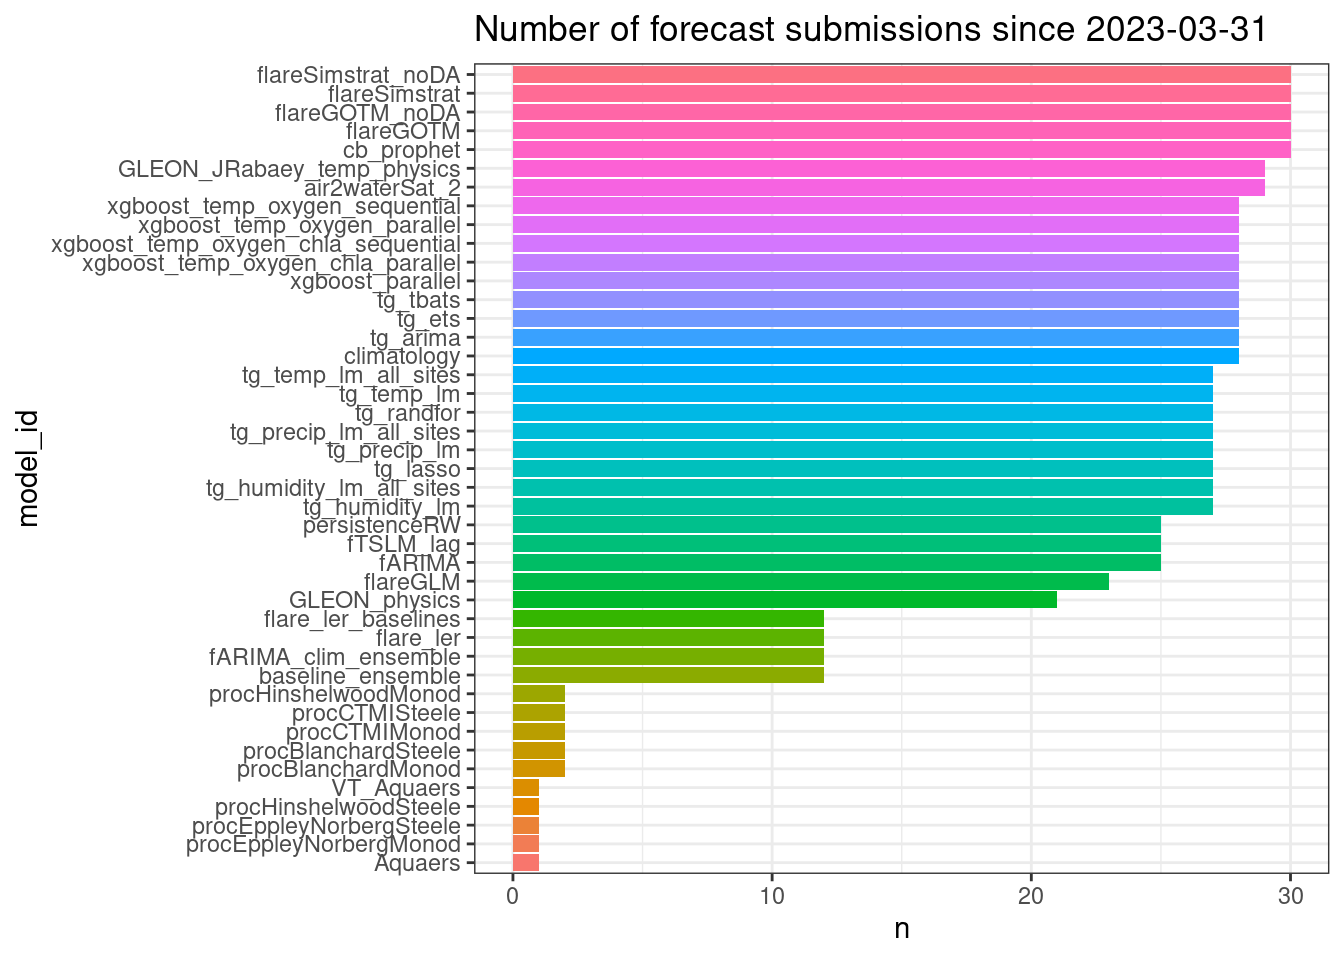 Number of forecast submissions since 2023-03-31
flareSimstrat_noDA
flareSimstrat
flareGOTM_noDA
flareGOTM
cb_prophet
GLEON_JRabaey_temp_physics
air2waterSat_2
xgboost_temp_oxygen_sequential
xgboost_temp_oxygen_parallel
xgboost_temp_oxygen_chla_sequential
xgboost_temp_oxygen_chla_parallel
xgboost_parallel
tg_tbats
tg_ets
tg_arima
climatology
tg_temp_lm_all_sites
tg_temp_lm
tg_randfor
tg_precip_lm_all_sites
tg_precip_lm
tg_lasso
tg_humidity_lm_all_sites
tg_humidity_lm
persistenceRW
fTSLM_lag
fARIMA
flareGLM
GLEON_physics
flare_ler_baselines
flare_ler
fARIMA_clim_ensemble
baseline_ensemble
procHinshelwoodMonod
procCTMISteele
procCTMIMonod
procBlanchardSteele
procBlanchardMonod
VT_Aquaers
procHinshelwoodSteele
procEppleyNorbergSteele
procEppleyNorbergMonod
Aquaers
model_id
0 10 20 30
n